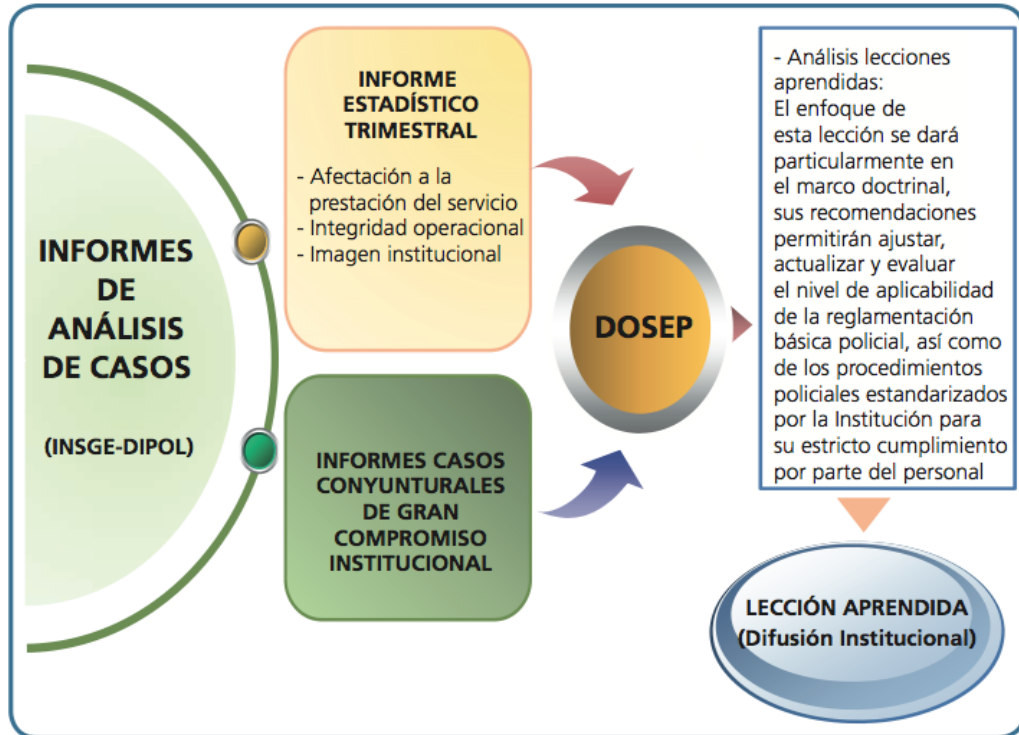 INFORMES
DE
ANÁLISIS
DE CASOS
(INSGE-DIPOL)
INFORME
ESTADÍSTICO
TRIMESTRAL
- Afectación a la
prestación del servicio
- Integridad operacional
- Imagen institucional
INFORMES CASOS
CONYUNTURALES
DE GRAN
COMPROMISO
INSTITUCIONAL
DOSEP
- Análisis lecciones
aprendidas:
El enfoque de
esta lección se dará
particularmente en
el marco doctrinal,
sus recomendaciones
permitirán ajustar,
actualizar y evaluar
el nivel de aplicabilidad
de la reglamentación
básica policial, así como
de los procedimientos
policiales estandarizados
por la Institución para
su estricto cumplimiento
por parte del personal
LECCIÓN APRENDIDA
(Difusión Institucional)